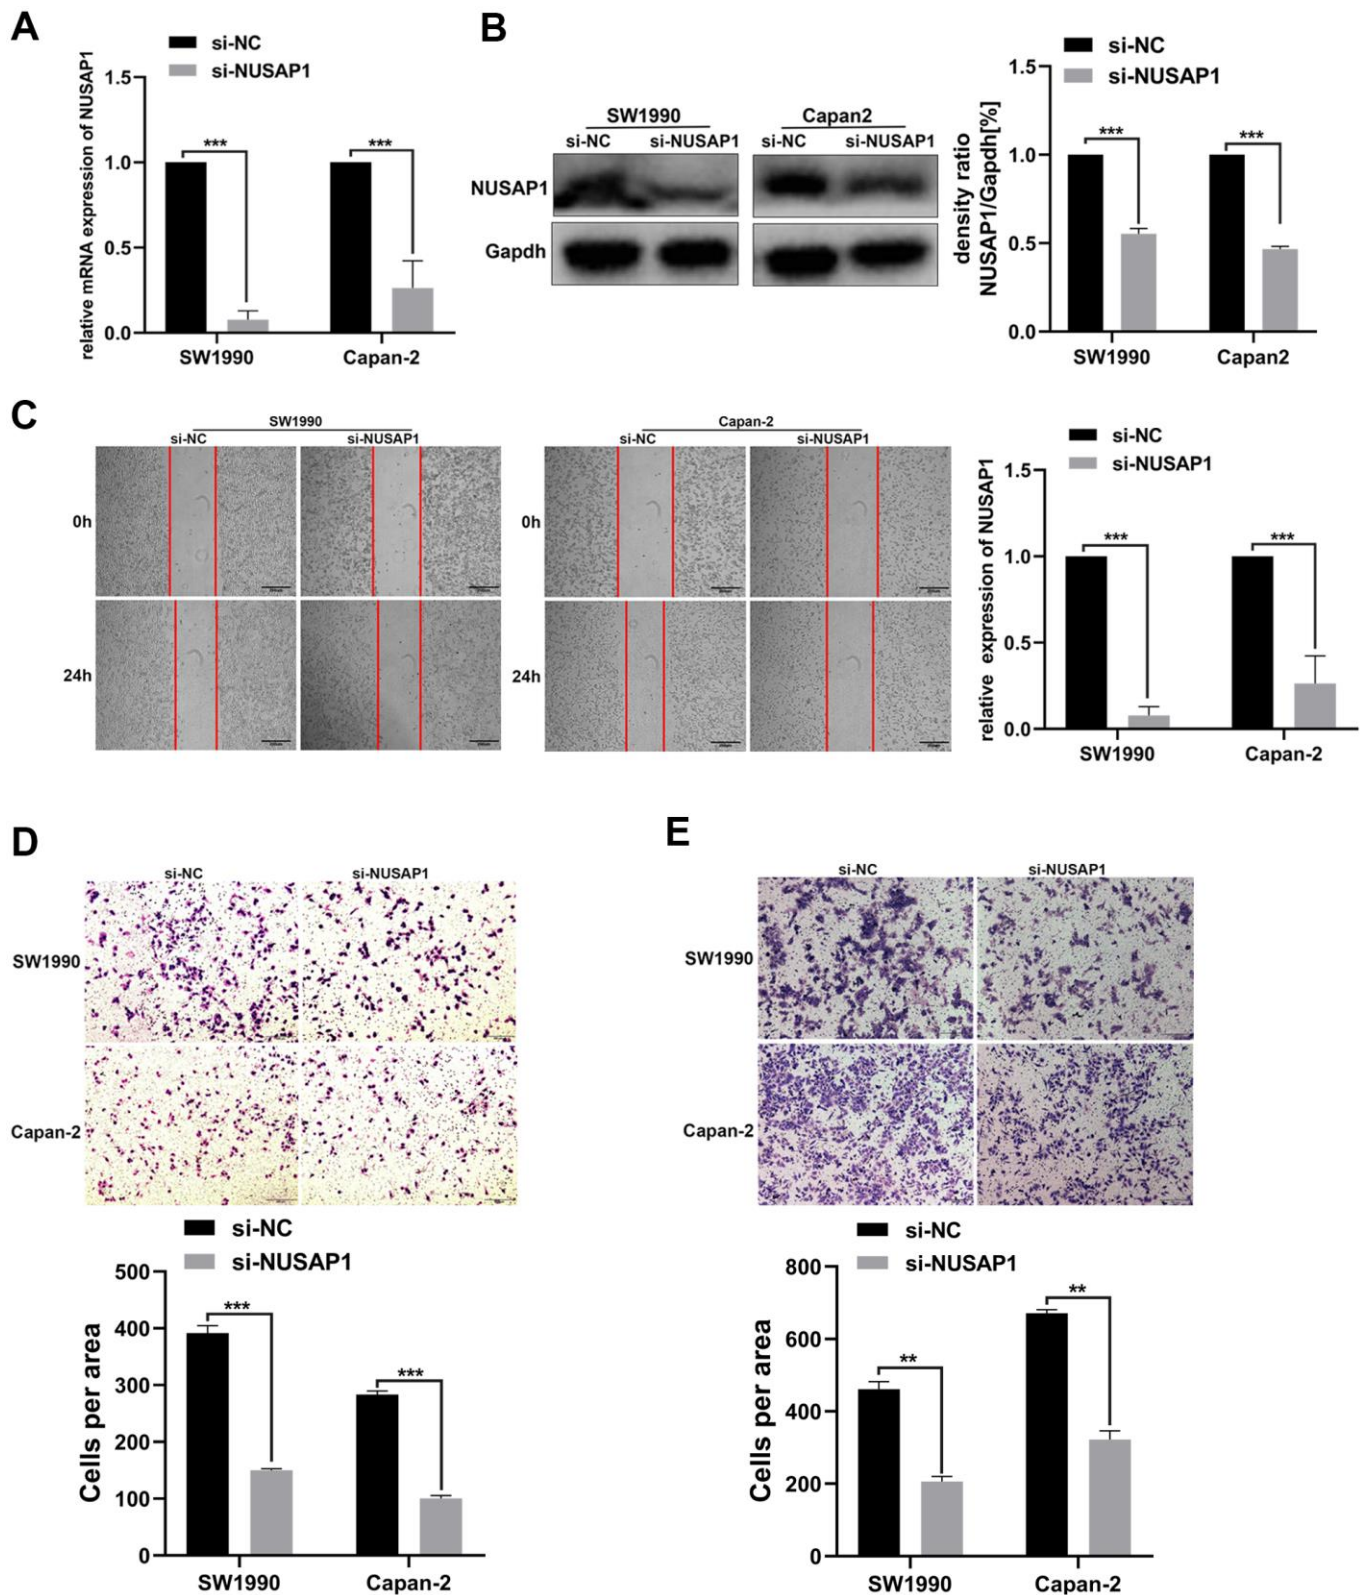 A
si-NC
si-NUSAP1
relative mRNA expression of NUSAP1
1.5
1.0
0.5
0.0
***
***
SW1990
Capan-2
B
SW1990
Capan2
si-NC
si-NUSAP1
si-NC
si-NUSAP1
NUSAP1
Gapdh
si-NC
si-NUSAP1
density ratio
NUSAP1/Gapdh[%]
1.5
1.0
0.5
0.0
***
***
SW1990
Capan2
C
SW1990
si-NC
si-NUSAP1
0h
24h
Capan-2
si-NC
si-NUSAP1
0h
24h
si-NC
si-NUSAP1
relative expression of NUSAP1
1.5
1.0
0.5
0.0
***
***
SW1990
Capan-2
D
si-NC
si-NUSAP1
SW1990
Capan-2
si-NC
si-NUSAP1
Cells per area
500
400
300
200
100
0
***
***
SW1990
Capan-2
E
si-NC
si-NUSAP1
SW1990
Capan-2
si-NC
si-NUSAP1
Cells per area
800
600
400
200
0
**
**
SW1990
Capan-2